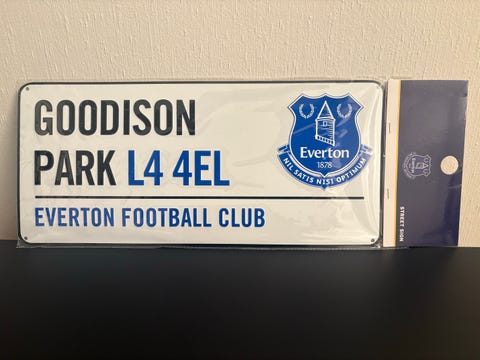 GOODISON
PARK L4 4EL
EVERTON FOOTBALL CLUB
Everton
1878
NIL SATIS NISI OPTIMUM
STREET SIGN